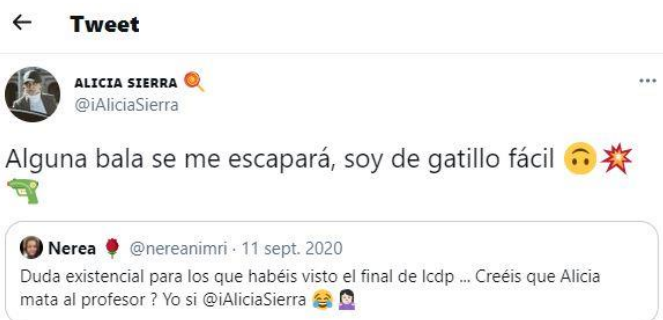 Tweet
ALICIA SIERRA
@iAliciaSierra
Alguna bala se me escapará, soy de gatillo fácil 🙃💥
🔫
Nerea 🌹 @nereanimri · 11 sept. 2020
Duda existencial para los que habéis visto el final de lcdp ... Creéis que Alicia
mata al profesor ? Yo si @iAliciaSierra 😂🤷🏻‍♀️